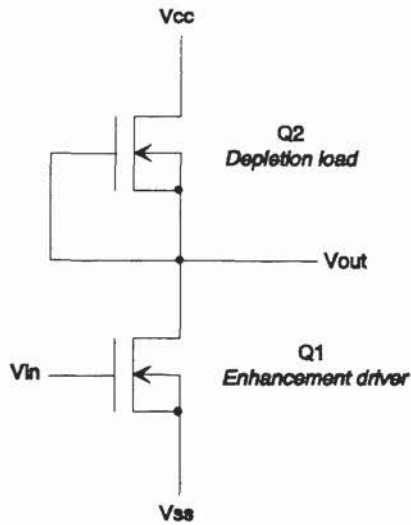 Vcc
Q2
Depletion load
Vout
Q1
Vin
Enhancement driver
Vss